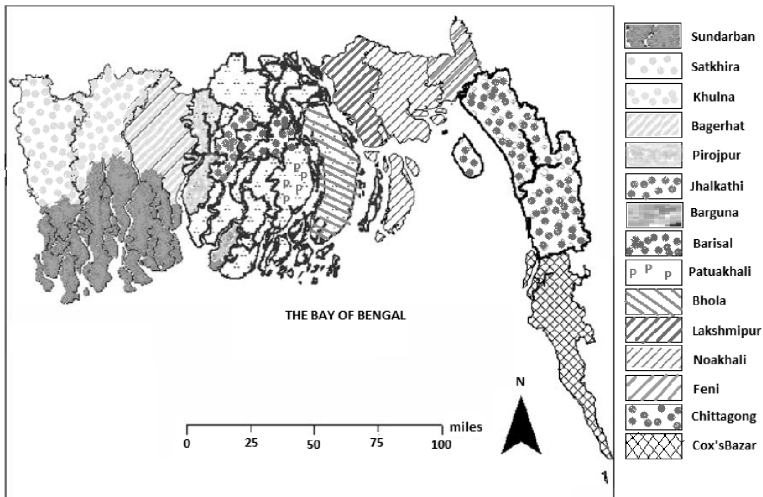 Sundarban
Satkhira
Khulna
Bagerhat
Pirojpur
Jhalkathi
Barguna
Barisal
Patuakhali
Bhola
Lakshmipur
Noakhali
Feni
Chittagong
Cox'sBazar
P P P
P
P P
P
P
P
THE BAY OF BENGAL
N
miles
0 25 50 75 100